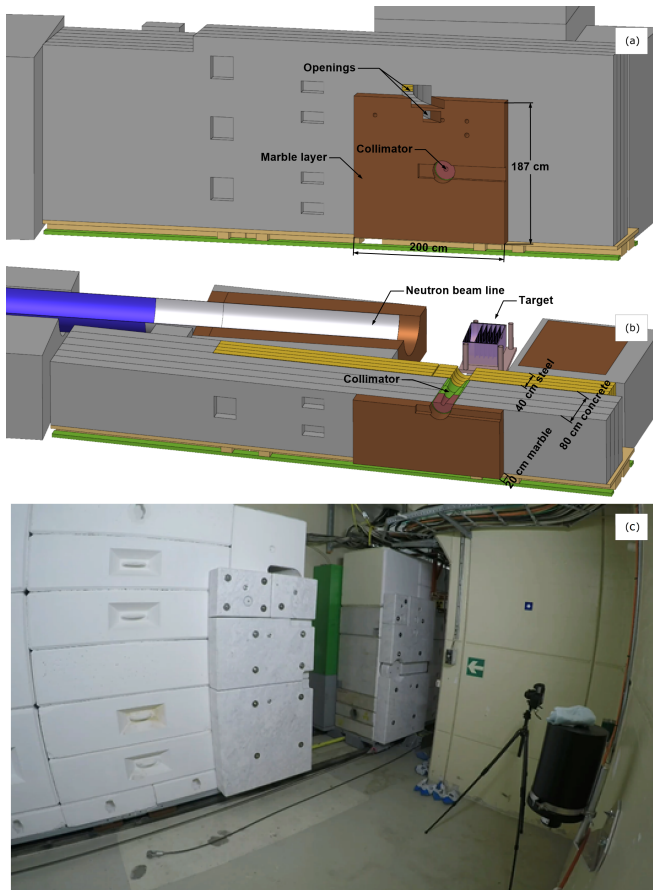 (a)
Openings
Collimator
Marble layer
187 cm
200 cm
(b)
Neutron beam line
Target
Collimator
40 cm steel
80 cm concrete
20 cm marble
(c)